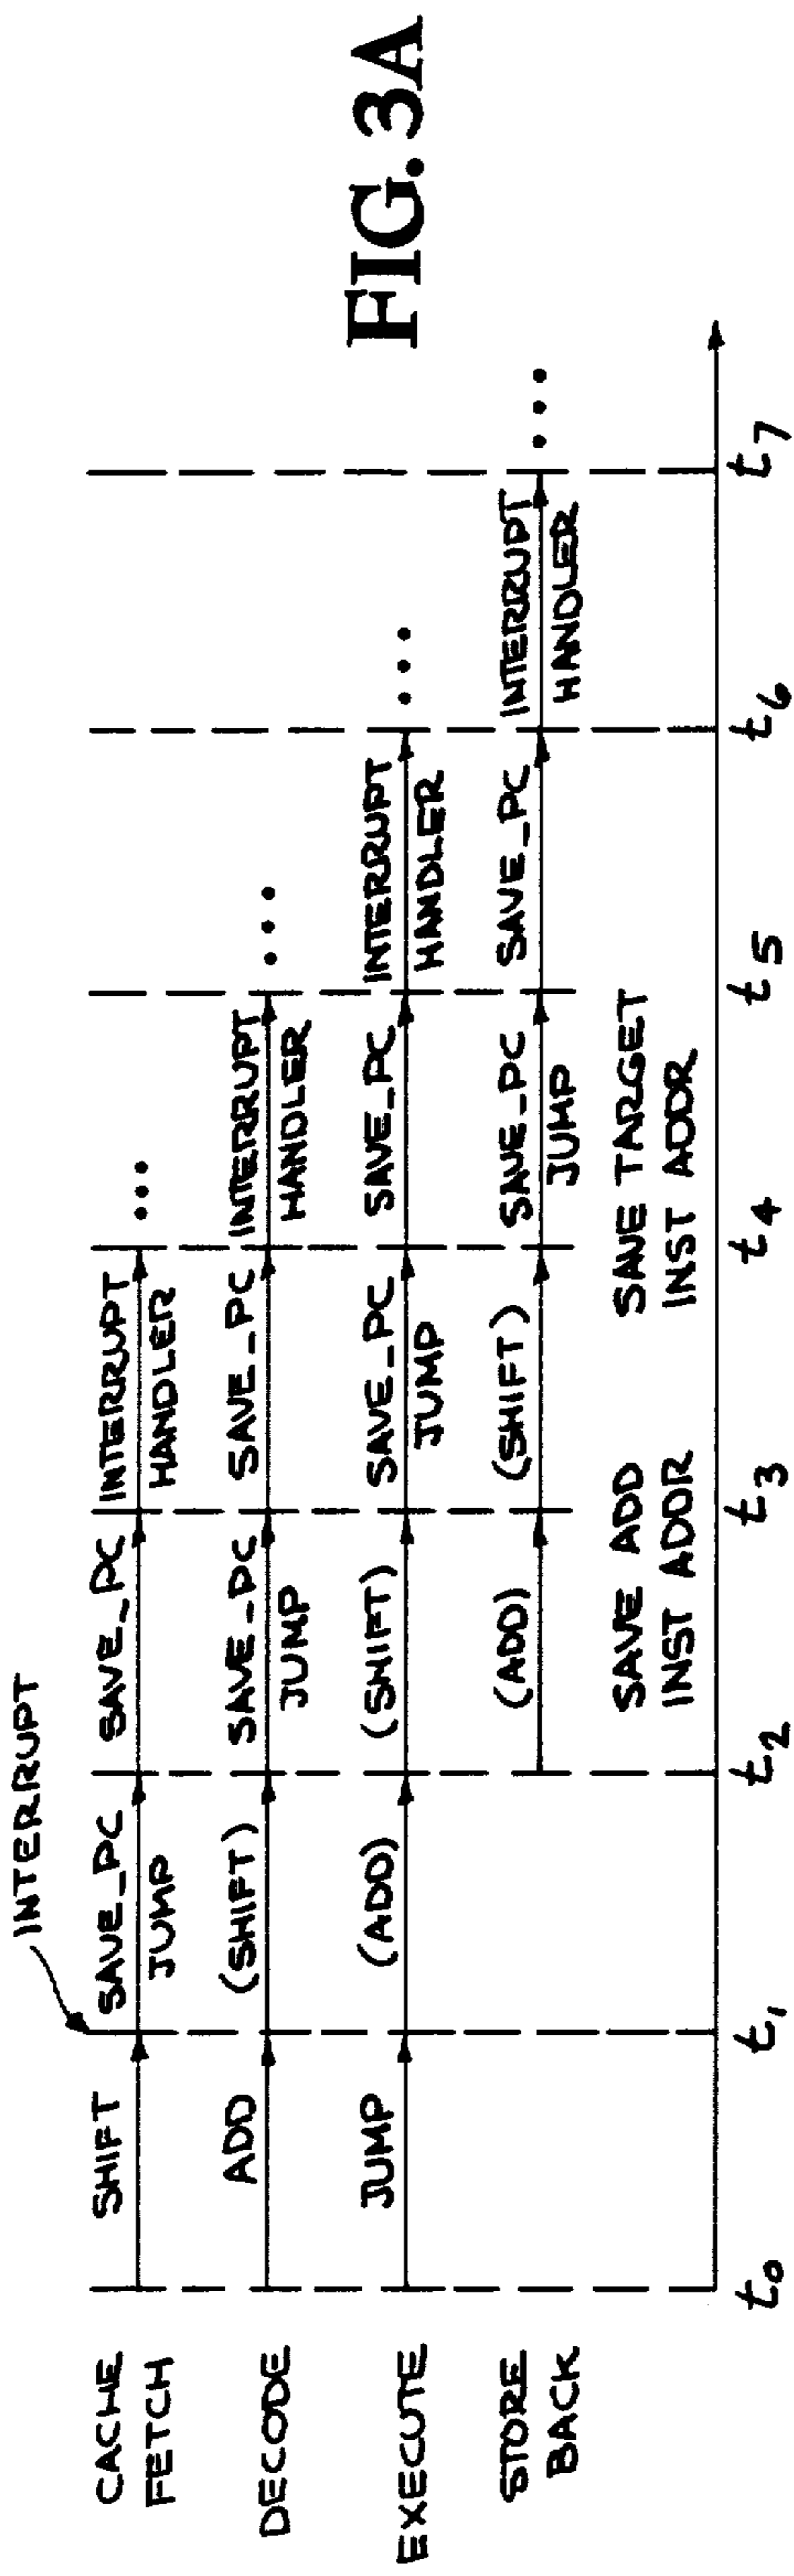 INTERRUPT
CACHE
FETCH
SHIFT
SAVE_PC
JUMP
SAVE_PC
INTERRUPT
HANDLER
...
DECODE
ADD
(SHIFT)
SAVE_PC
JUMP
SAVE_PC
INTERRUPT
HANDLER
...
EXECUTE
JUMP
(ADD)
(SHIFT)
SAVE_PC
JUMP
SAVE_PC
INTERRUPT
HANDLER
...
STORE
BACK
(ADD)
(SHIFT)
SAVE_PC
JUMP
SAVE_PC
INTERRUPT
HANDLER
...
SAVE ADD
INST ADDR
SAVE TARGET
INST ADDR
t0
t1
t2
t3
t4
t5
t6
t7
FIG. 3A